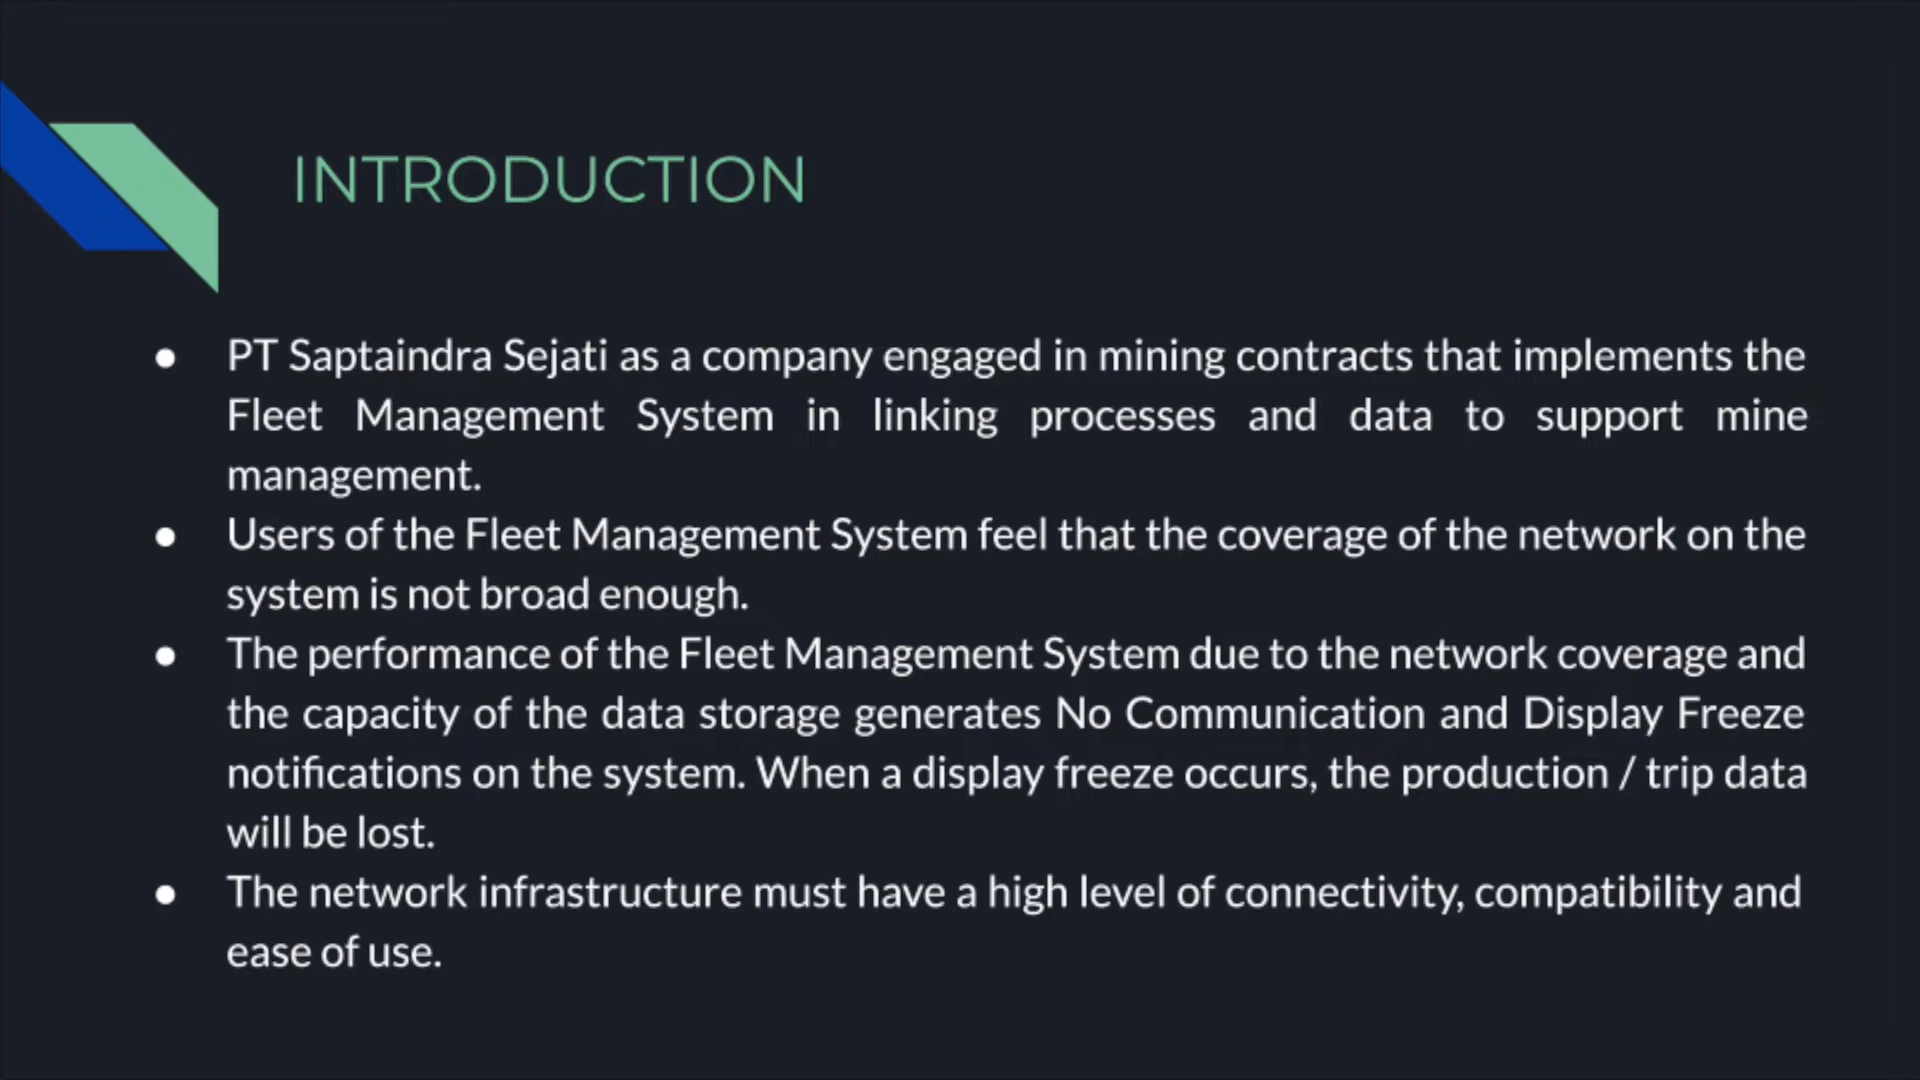 INTRODUCTION
● PT Saptaindra Sejati as a company engaged in mining contracts that implements the
Fleet Management System in linking processes and data to support mine
management.
● Users of the Fleet Management System feel that the coverage of the network on the
system is not broad enough.
● The performance of the Fleet Management System due to the network coverage and
the capacity of the data storage generates No Communication and Display Freeze
notifications on the system. When a display freeze occurs, the production / trip data
will be lost.
● The network infrastructure must have a high level of connectivity, compatibility and
ease of use.